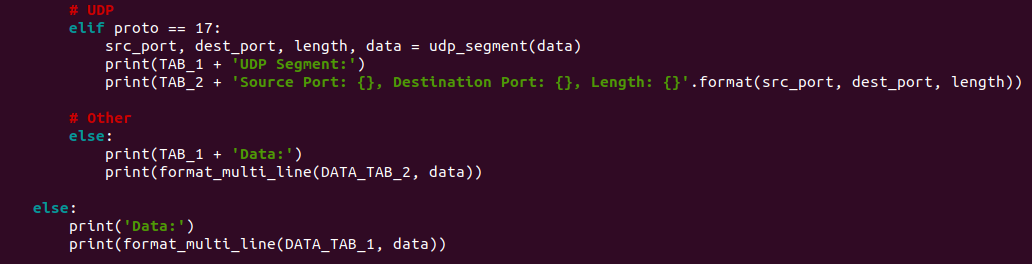 # UDP
elif proto == 17:
src_port, dest_port, length, data = udp_segment(data)
print(TAB_1 + 'UDP Segment:')
print(TAB_2 + 'Source Port: {}, Destination Port: {}, Length: {}'.format(src_port, dest_port, length))
# Other
else:
print(TAB_1 + 'Data:')
print(format_multi_line(DATA_TAB_2, data))
else:
print('Data:')
print(format_multi_line(DATA_TAB_1, data))